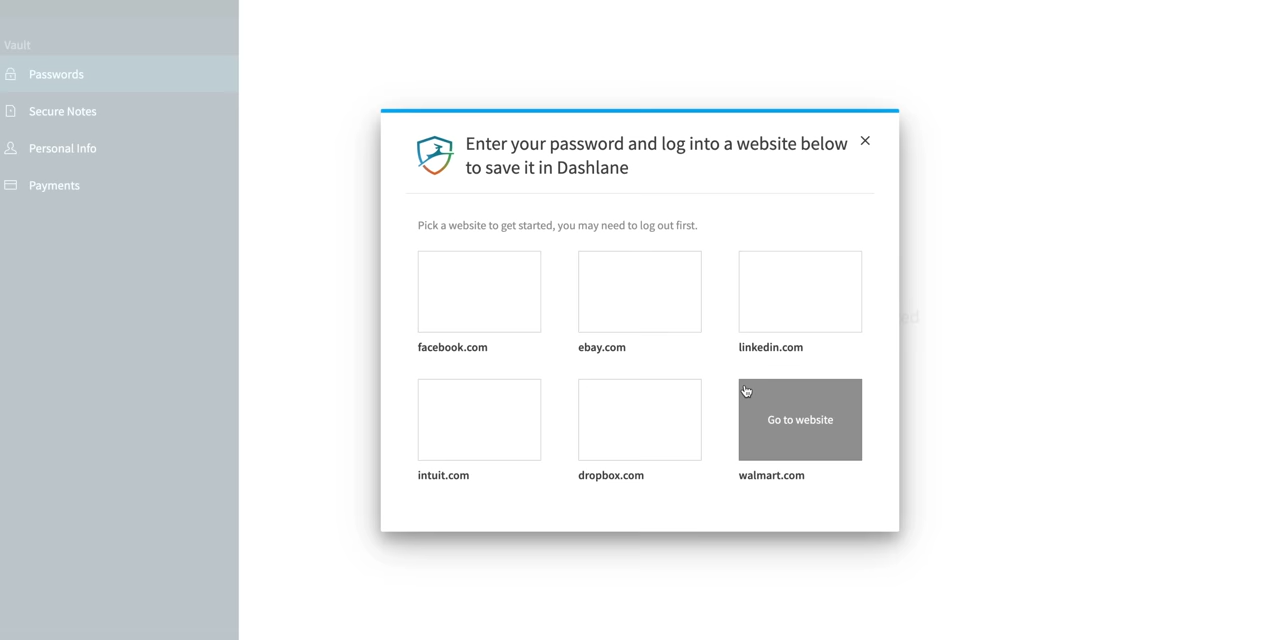 Vault
Passwords
Secure Notes
Personal Info
Payments
Enter your password and log into a website below
to save it in Dashlane
Pick a website to get started, you may need to log out first.
facebook.com
ebay.com
linkedin.com
Go to website
intuit.com
dropbox.com
walmart.com